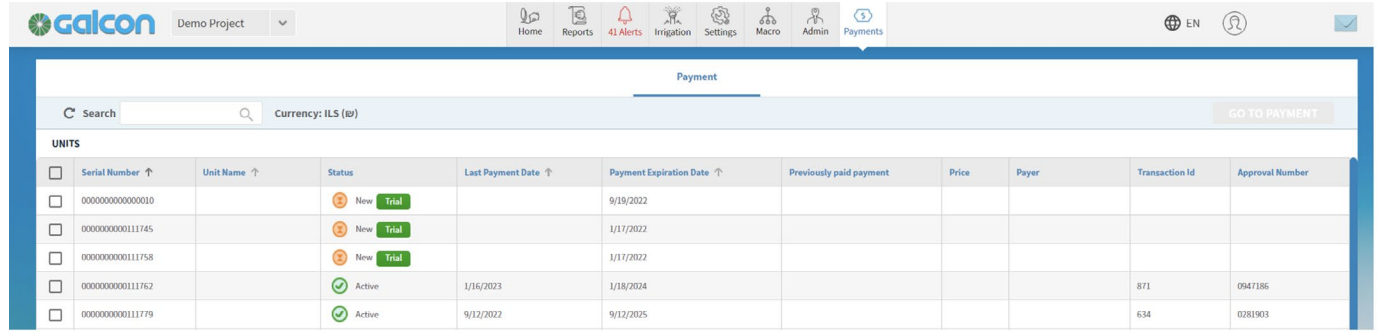 GALCON Demo Project Home Reports 41 Alerts Irrigation Settings Macro Admin Payments EN
Payment
Search Currency: ILS (₪) GO TO PAYMENT
UNITS
Serial Number Unit Name Status Last Payment Date Payment Expiration Date Previously paid payment Price Payer Transaction Id Approval Number
0000000000000010 New Trial 9/19/2022
0000000000111745 New Trial 1/17/2022
0000000000111758 New Trial 1/17/2022
0000000000111762 Active 1/16/2023 1/18/2024 871 0947186
0000000000111779 Active 9/12/2022 9/12/2025 634 0281903